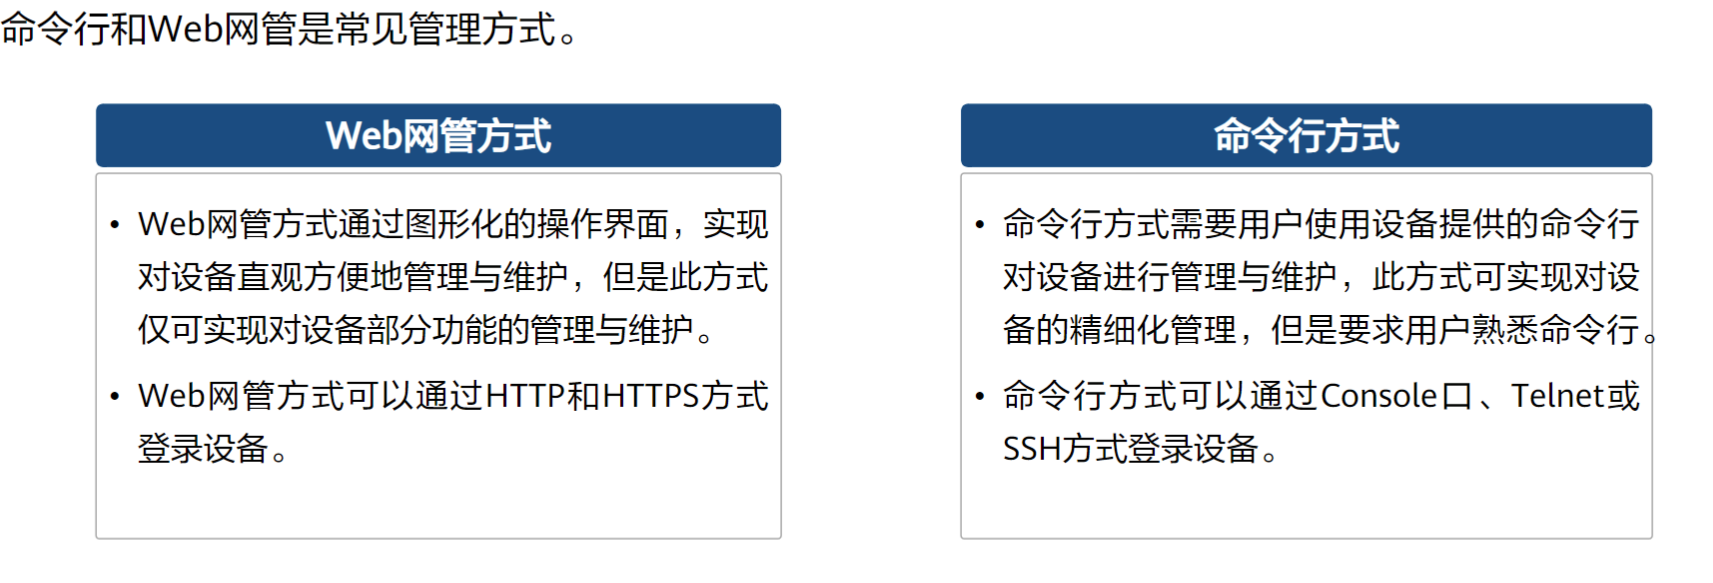 命令行和Web网管是常见管理方式。
Web网管方式
• Web网管方式通过图形化的操作界面，实现
对设备直观方便地管理与维护，但是此方式
仅可实现对设备部分功能的管理与维护。
• Web网管方式可以通过HTTP和HTTPS方式
登录设备。
命令行方式
• 命令行方式需要用户使用设备提供的命令行
对设备进行管理与维护，此方式可实现对设
备的精细化管理，但是要求用户熟悉命令行。
• 命令行方式可以通过Console口、Telnet或
SSH方式登录设备。